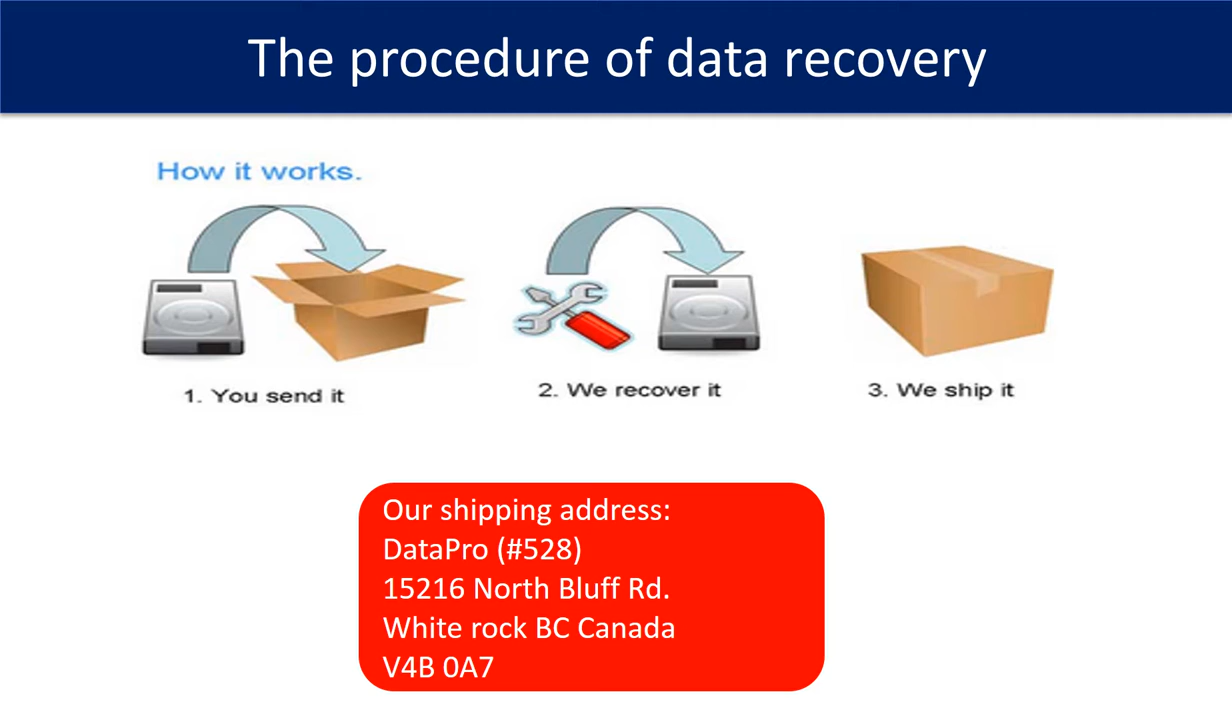 The procedure of data recovery
How it works.
1. You send it
2. We recover it
3. We ship it
Our shipping address:
DataPro (#528)
15216 North Bluff Rd.
White rock BC Canada
V4B 0A7